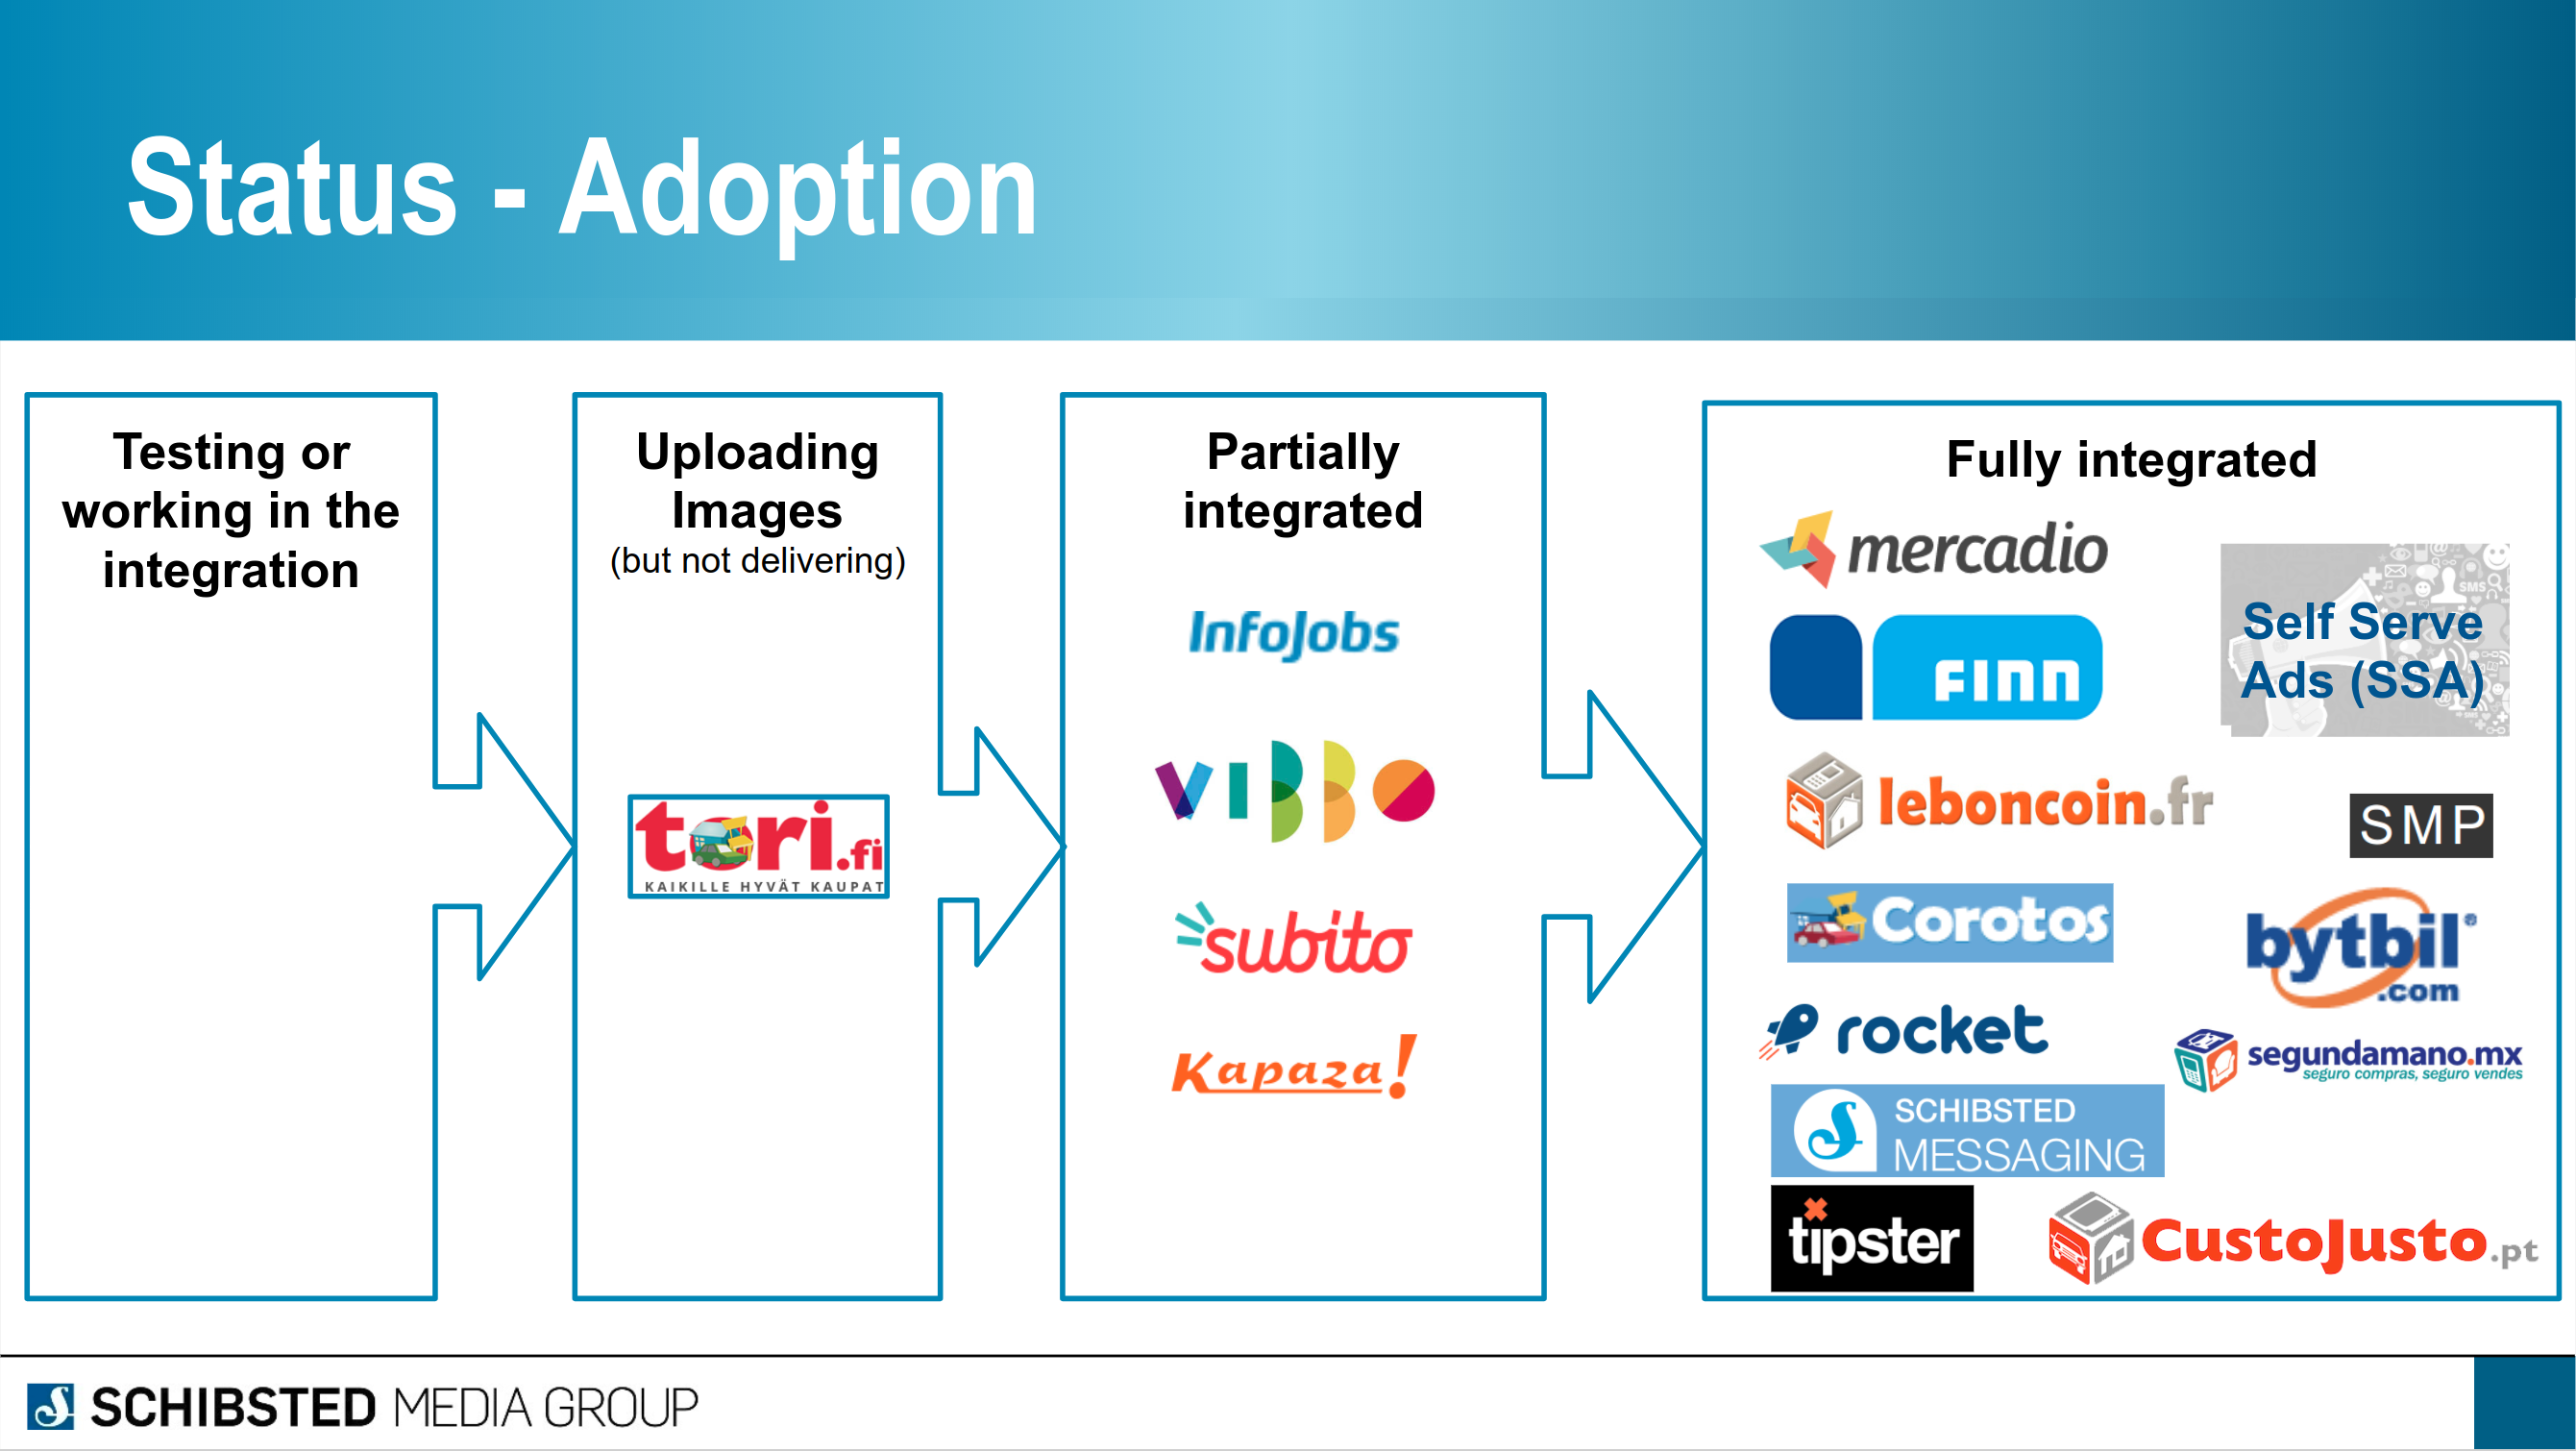 Status - Adoption
Testing or
working in the
integration
Uploading
Images
(but not delivering)
tori.fi
KAIKILLE HYVÄT KAUPAT
Partially
integrated
InfoJobs
VIBBO
subito
Kapaza!
Fully integrated
mercadio
FINN
leboncoin.fr
Corotos
rocket
SCHIBSTED
MESSAGING
tipster
Self Serve
Ads (SSA)
SMS
SMP
bytbil®
.com
segundamano.mx
seguro compras, seguro vendes
CustoJusto.pt
SCHIBSTED MEDIA GROUP